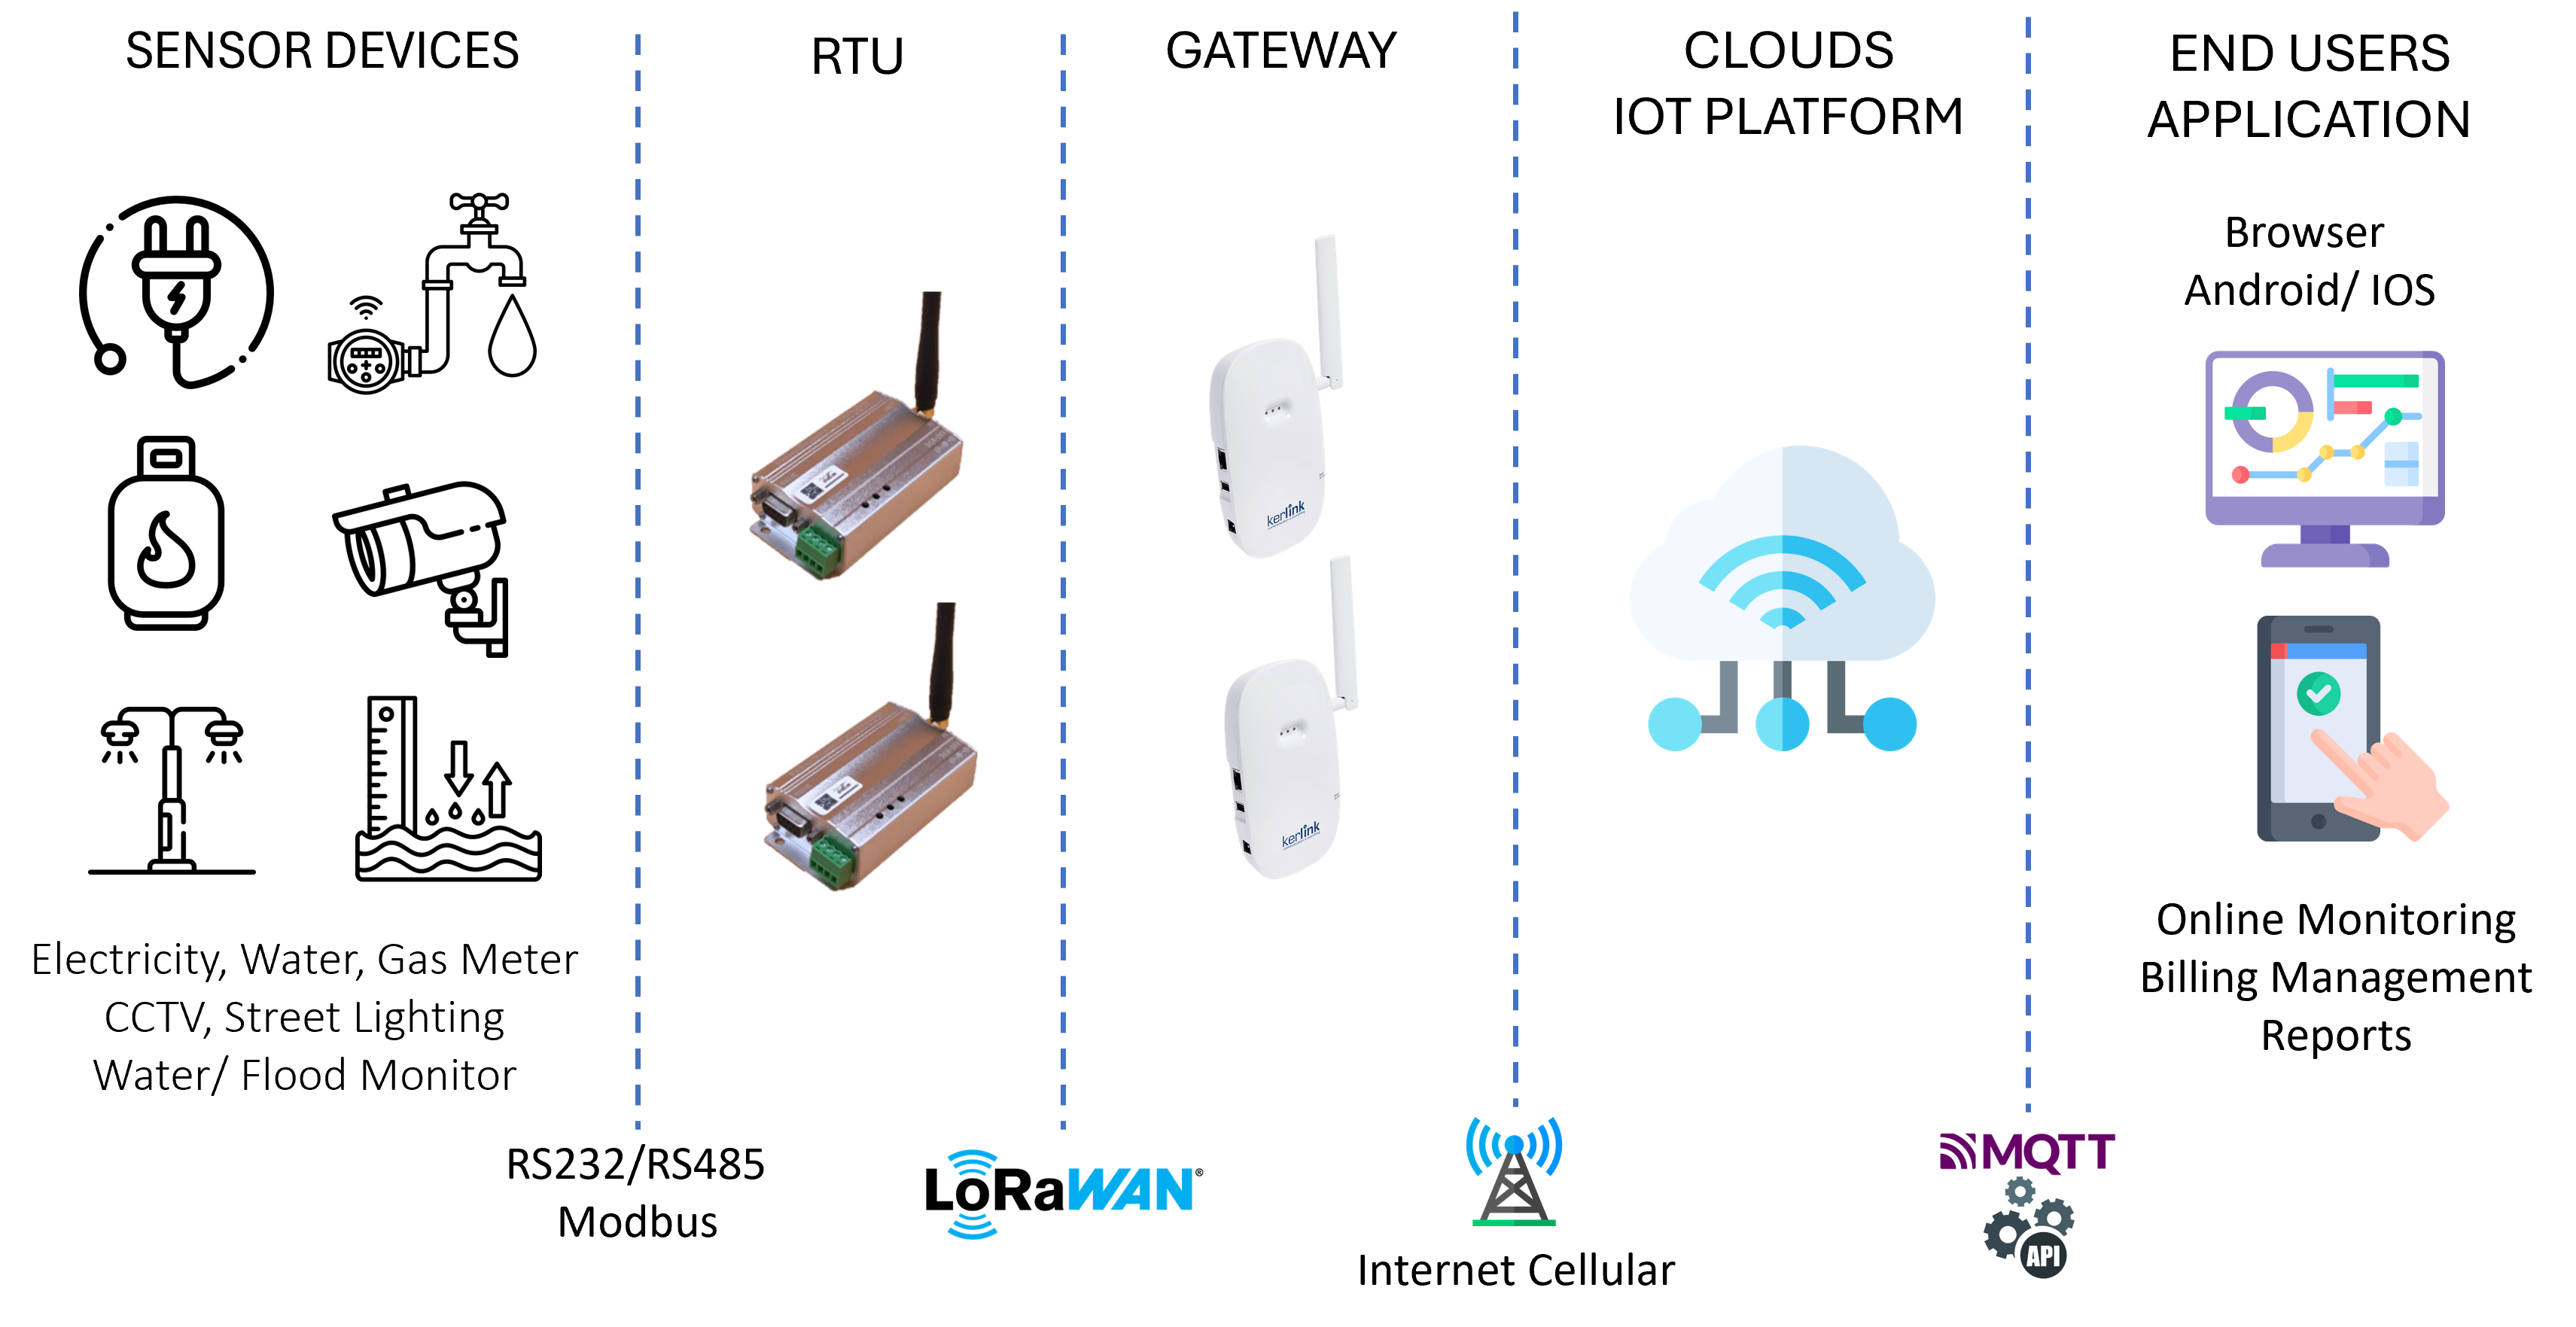 SENSOR DEVICES
RTU
GATEWAY
CLOUDS
IOT PLATFORM
END USERS
APPLICATION
Browser
Android/ IOS
kerlink
kerlink
Electricity, Water, Gas Meter
CCTV, Street Lighting
Water/ Flood Monitor
Online Monitoring
Billing Management
Reports
RS232/RS485
Modbus
LoRaWAN®
Internet Cellular
MQTT
API